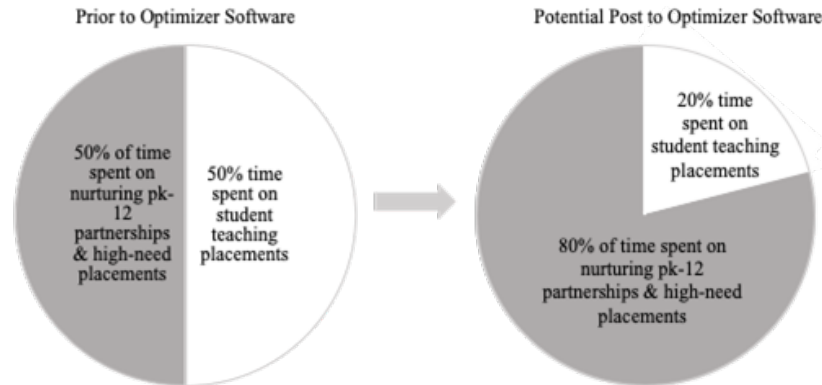 Prior to Optimizer Software
50% of time
spent on
nurturing pk-
12
partnerships
& high-need
placements
50% time
spent on
student
teaching
placements
Potential Post to Optimizer Software
20% time
spent on
student teaching
placements
80% of time spent on
nurturing pk-12
partnerships & high-need
placements